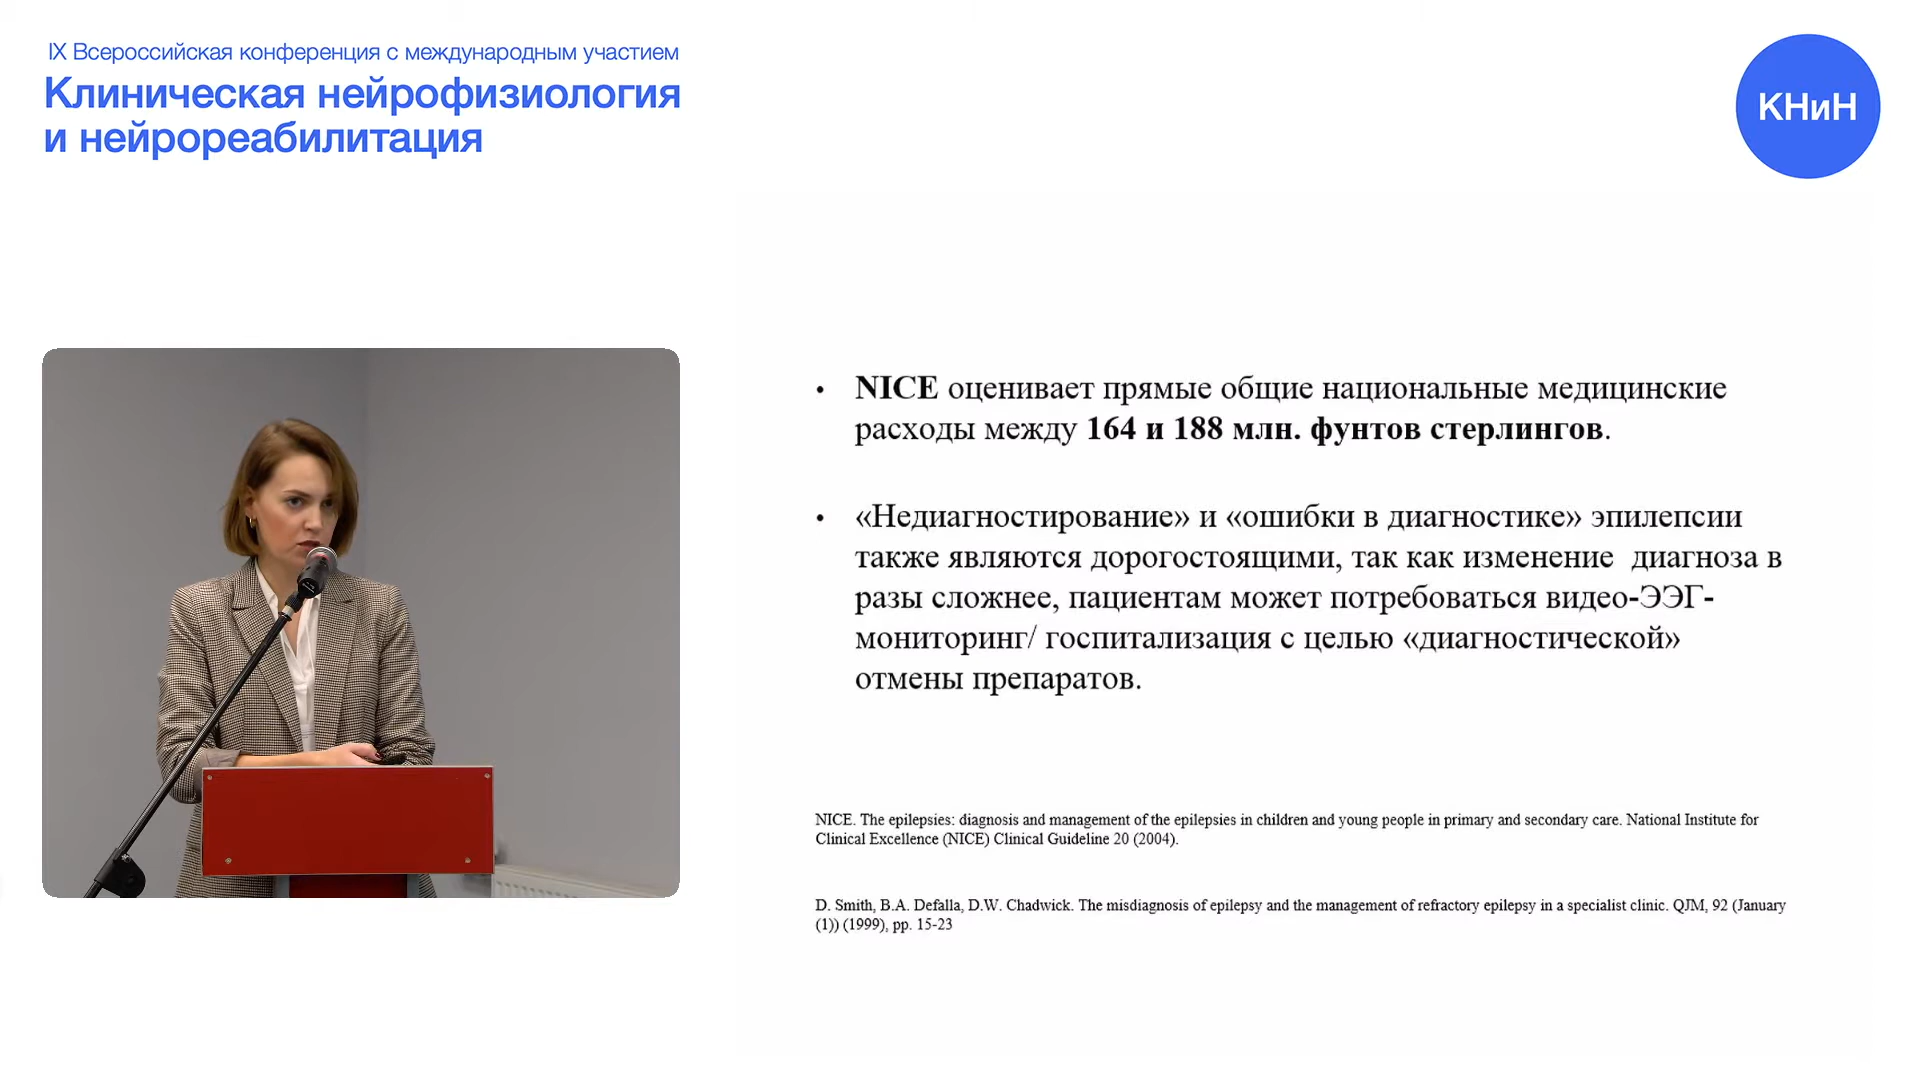 IX Всероссийская конференция с международным участием
Клиническая нейрофизиология
и нейрореабилитация
КНиН
• NICE оценивает прямые общие национальные медицинские
расходы между 164 и 188 млн. фунтов стерлингов.
• «Недиагностирование» и «ошибки в диагностике» эпилепсии
также являются дорогостоящими, так как изменение  диагноза в
разы сложнее, пациентам может потребоваться видео-ЭЭГ-
мониторинг/ госпитализация с целью «диагностической»
отмены препаратов.
NICE. The epilepsies: diagnosis and management of the epilepsies in children and young people in primary and secondary care. National Institute for
Clinical Excellence (NICE) Clinical Guideline 20 (2004).
D. Smith, B.A. Defalla, D.W. Chadwick. The misdiagnosis of epilepsy and the management of refractory epilepsy in a specialist clinic. QJM, 92 (January
(1)) (1999), pp. 15-23